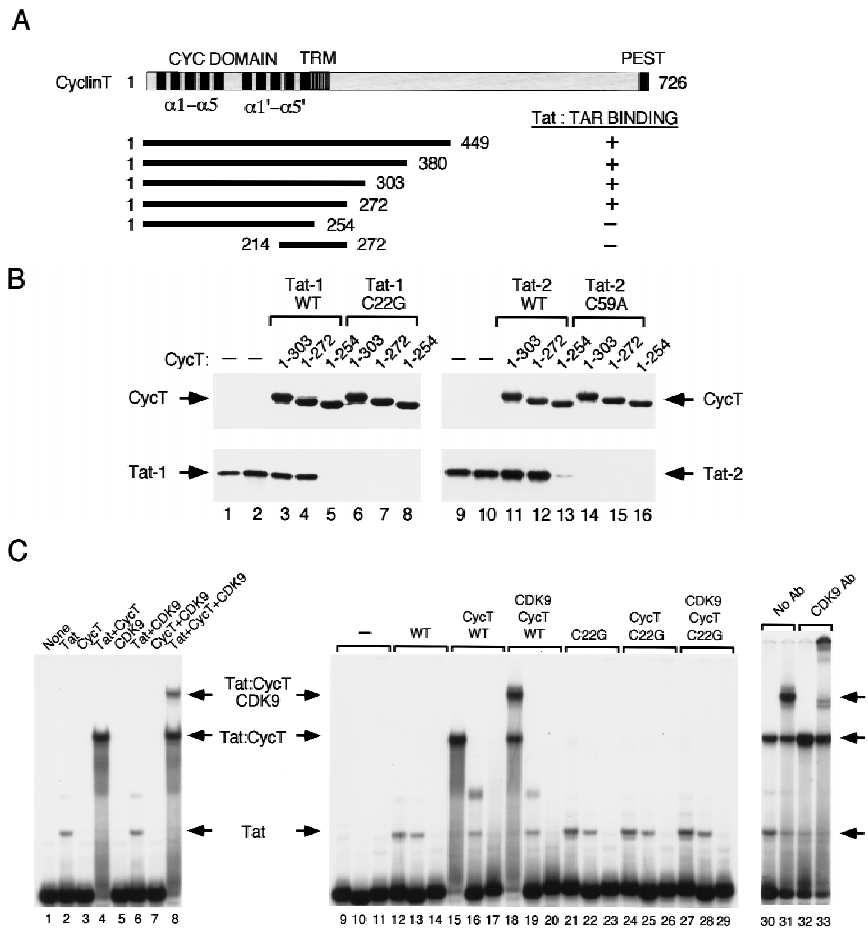 A
CYC DOMAIN TRM PEST
CyclinT 1 726
α1–α5 α1'–α5'
Tat : TAR BINDING
1 449 +
1 380 +
1 303 +
1 272 +
1 254 –
214 272 –
B
Tat-1 WT Tat-1 C22G Tat-2 WT Tat-2 C59A
CycT: – – 1-303 1-272 1-254 1-303 1-272 1-254 – – 1-303 1-272 1-254 1-303 1-272 1-254
CycT CycT
Tat-1 Tat-2
1 2 3 4 5 6 7 8 9 10 11 12 13 14 15 16
C
None Tat CycT Tat+CycT CDK9 Tat+CDK9 CycT+CDK9 Tat+CycT+CDK9
– WT CycT WT CDK9 CycT WT C22G CycT C22G CDK9 CycT C22G
No Ab CDK9 Ab
Tat:CycT
CDK9
Tat:CycT
Tat
1 2 3 4 5 6 7 8 9 10 11 12 13 14 15 16 17 18 19 20 21 22 23 24 25 26 27 28 29 30 31 32 33